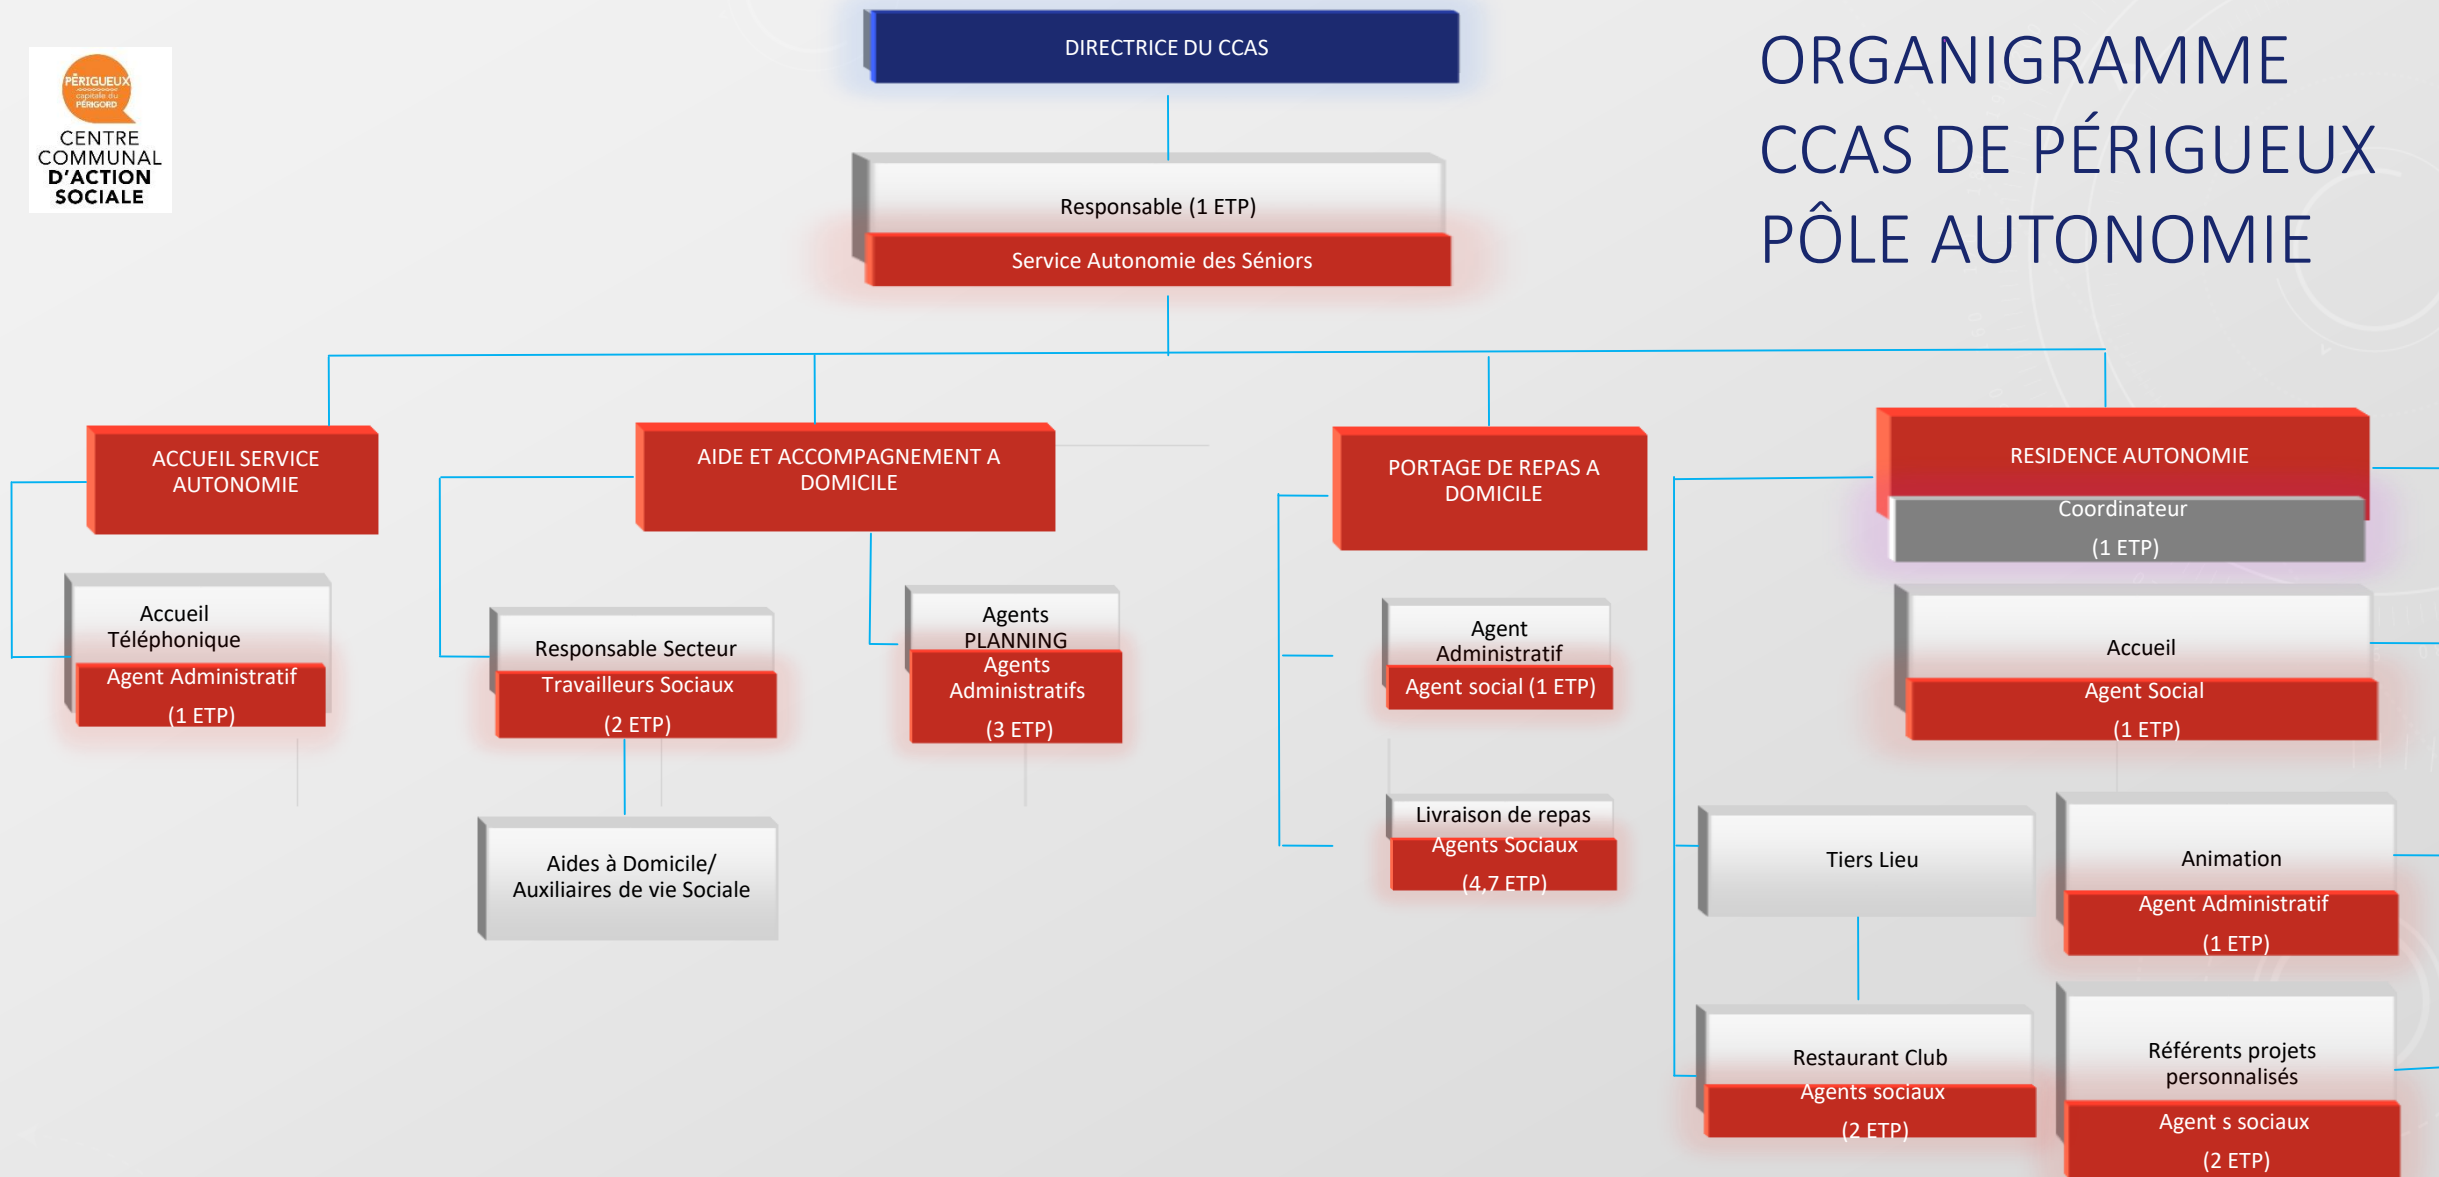 PÉRIGUEUX
capitale du
PÉRIGORD
CENTRE
COMMUNAL
D'ACTION
SOCIALE
DIRECTRICE DU CCAS
ORGANIGRAMME
CCAS DE PÉRIGUEUX
PÔLE AUTONOMIE
Responsable (1 ETP)
Service Autonomie des Séniors
ACCUEIL SERVICE
AUTONOMIE
Accueil
Téléphonique
Agent Administratif
(1 ETP)
AIDE ET ACCOMPAGNEMENT A
DOMICILE
Responsable Secteur
Travailleurs Sociaux
(2 ETP)
Aides à Domicile/
Auxiliaires de vie Sociale
Agents
PLANNING
Agents
Administratifs
(3 ETP)
PORTAGE DE REPAS A
DOMICILE
Agent
Administratif
Agent social (1 ETP)
Livraison de repas
Agents Sociaux
(4,7 ETP)
RESIDENCE AUTONOMIE
Coordinateur
(1 ETP)
Accueil
Agent Social
(1 ETP)
Tiers Lieu
Restaurant Club
Agents sociaux
(2 ETP)
Animation
Agent Administratif
(1 ETP)
Référents projets
personnalisés
Agent s sociaux
(2 ETP)